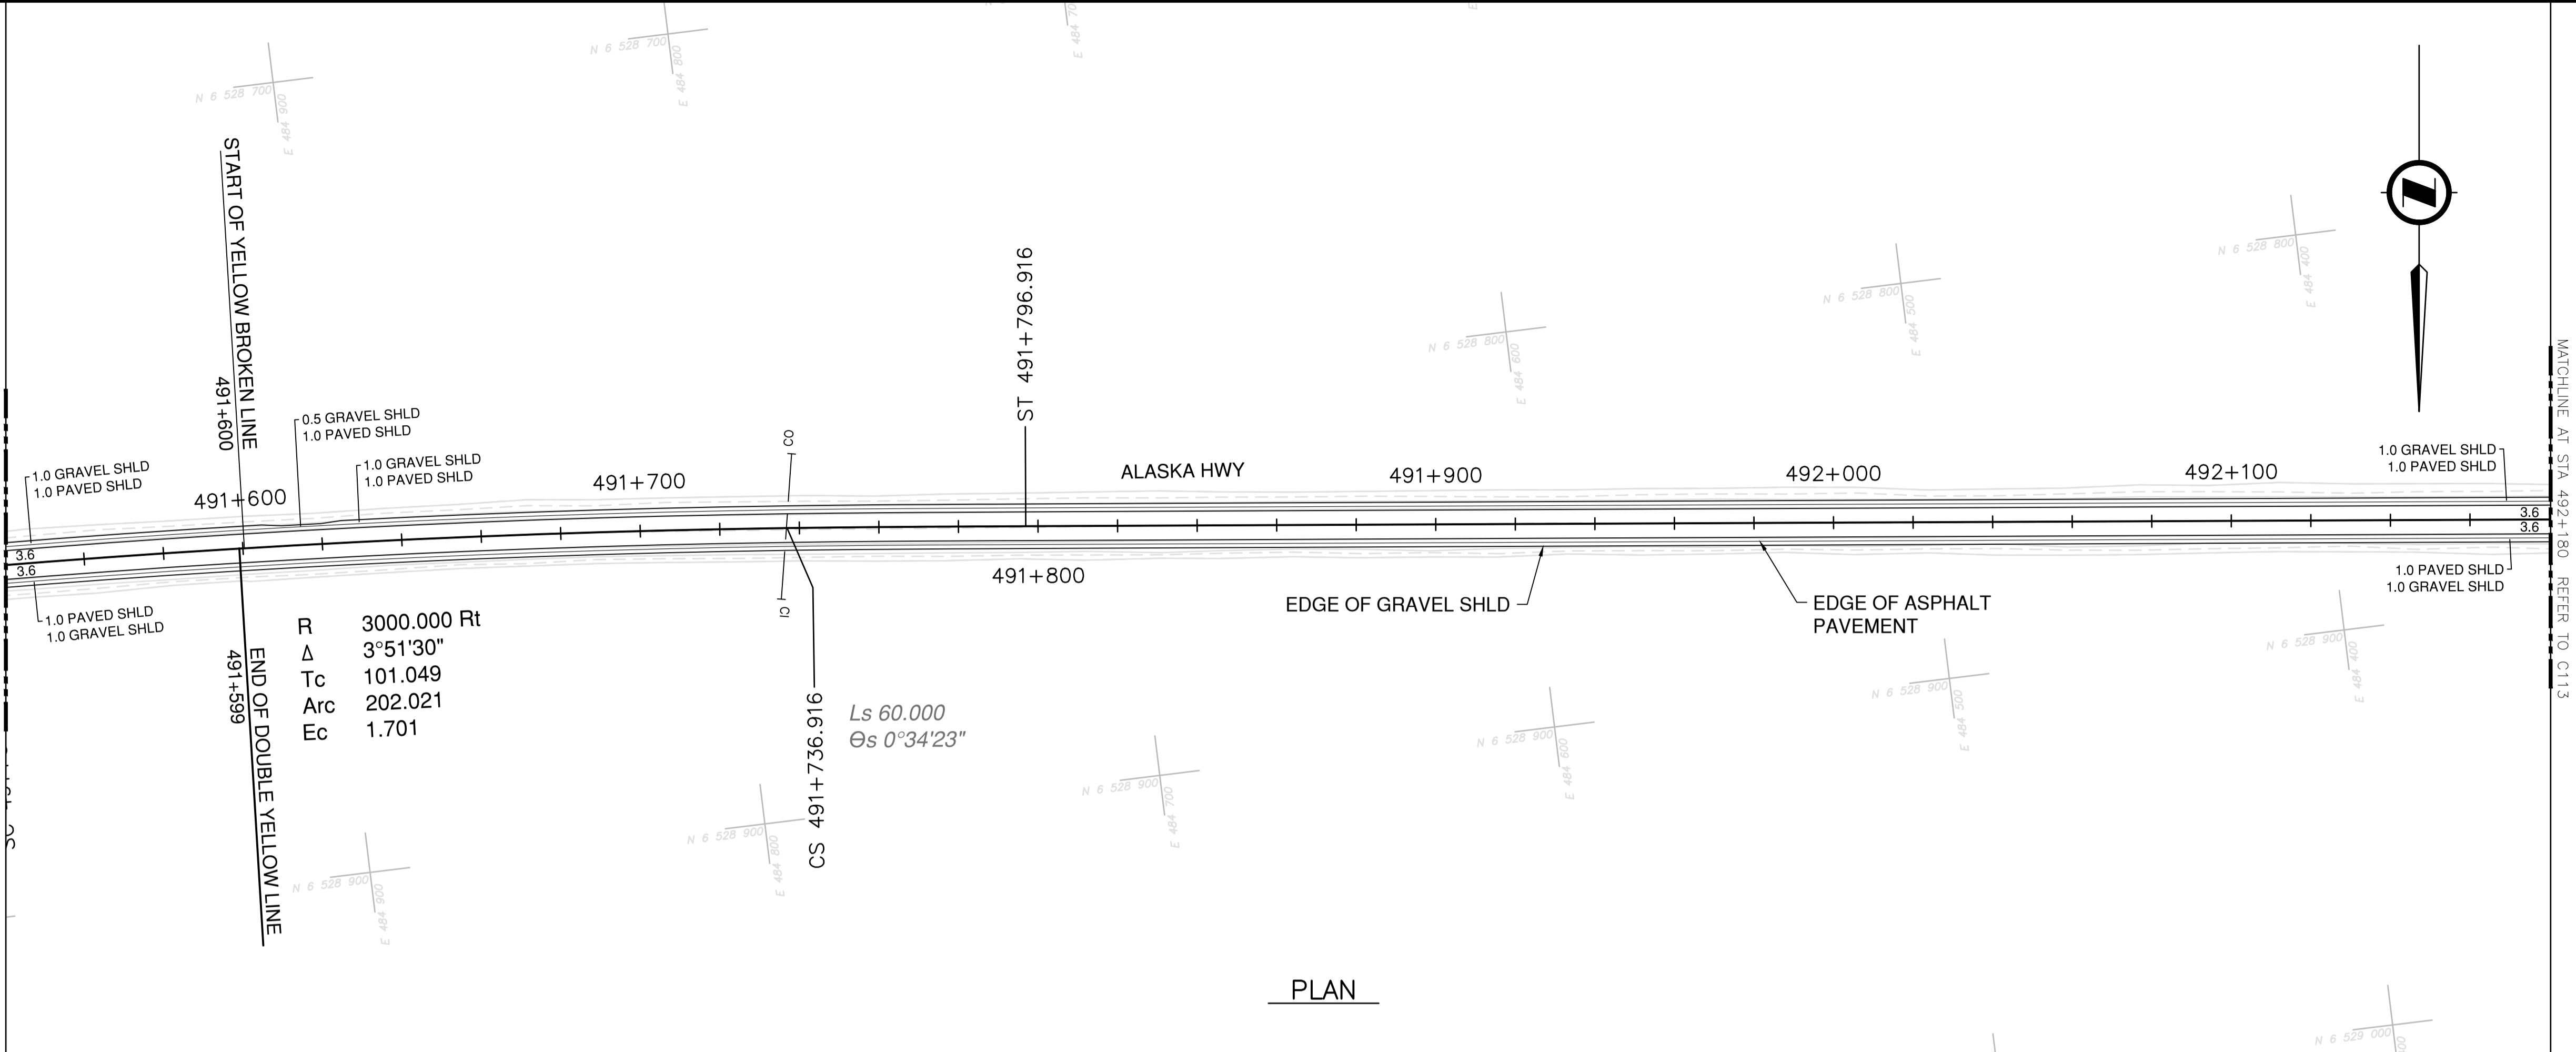 N 6 528 700
E 484 900
N 6 528 700
E 484 800
START OF YELLOW BROKEN LINE
491+600
0.5 GRAVEL SHLD
1.0 PAVED SHLD
1.0 GRAVEL SHLD
1.0 PAVED SHLD
1.0 GRAVEL SHLD
1.0 PAVED SHLD
491+600
491+700
CO
ST 491+796.916
ALASKA HWY
491+900
492+000
492+100
N 6 528 800
E 484 600
N 6 528 800
E 484 500
N 6 528 800
E 484 400
1.0 GRAVEL SHLD
1.0 PAVED SHLD
3.6
3.6
3.6
3.6
MATCHLINE AT STA 492+180 REFER TO C113
1.0 PAVED SHLD
1.0 GRAVEL SHLD
END OF DOUBLE YELLOW LINE
491+599
R 3000.000 Rt
Δ 3°51'30"
Tc 101.049
Arc 202.021
Ec 1.701
CI
CS 491+736.916
Ls 60.000
Θs 0°34'23"
491+800
EDGE OF GRAVEL SHLD
EDGE OF ASPHALT
PAVEMENT
1.0 PAVED SHLD
1.0 GRAVEL SHLD
N 6 528 900
E 484 900
N 6 528 900
E 484 800
N 6 528 900
E 484 700
N 6 528 900
E 484 600
N 6 528 900
E 484 500
N 6 528 900
E 484 400
PLAN
N 6 529 000